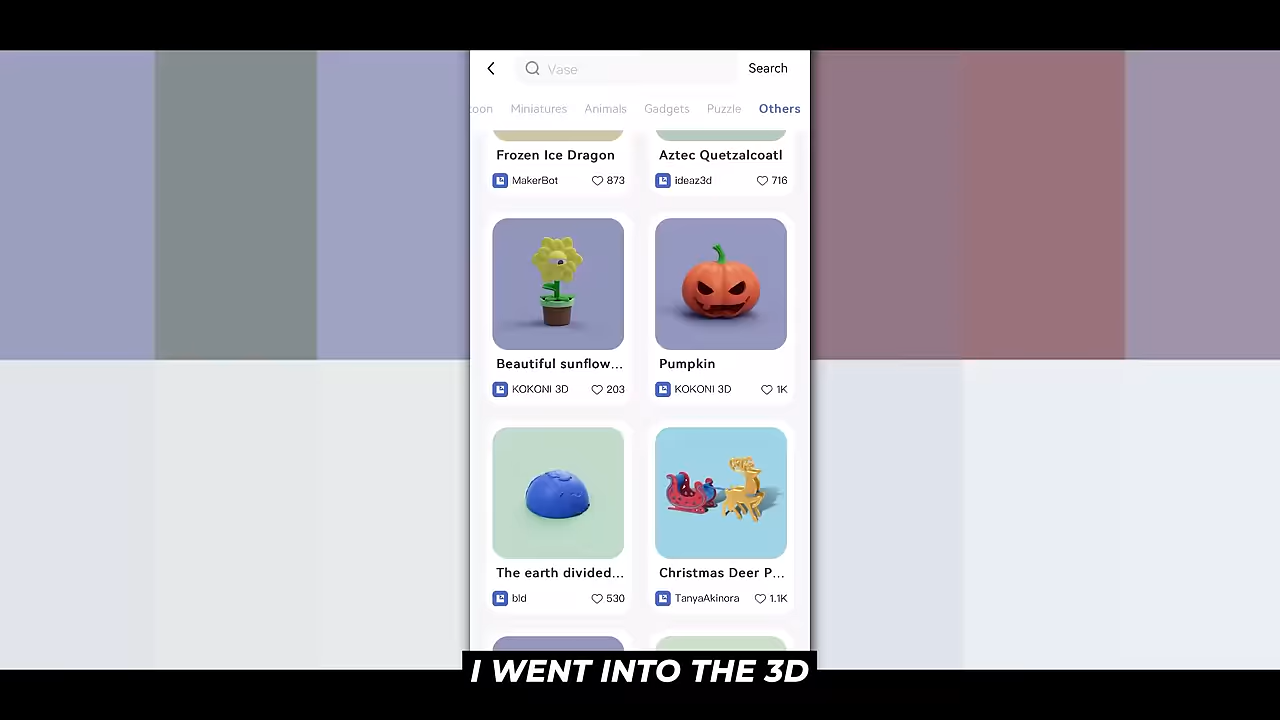 Vase
Search
toon Miniatures Animals Gadgets Puzzle Others
Frozen Ice Dragon
MakerBot 873
Aztec Quetzalcoatl
ideaz3d 716
Beautiful sunflow...
KOKONI 3D 203
Pumpkin
KOKONI 3D 1K
The earth divided...
bld 530
Christmas Deer P...
TanyaAkinora 1.1K
I WENT INTO THE 3D